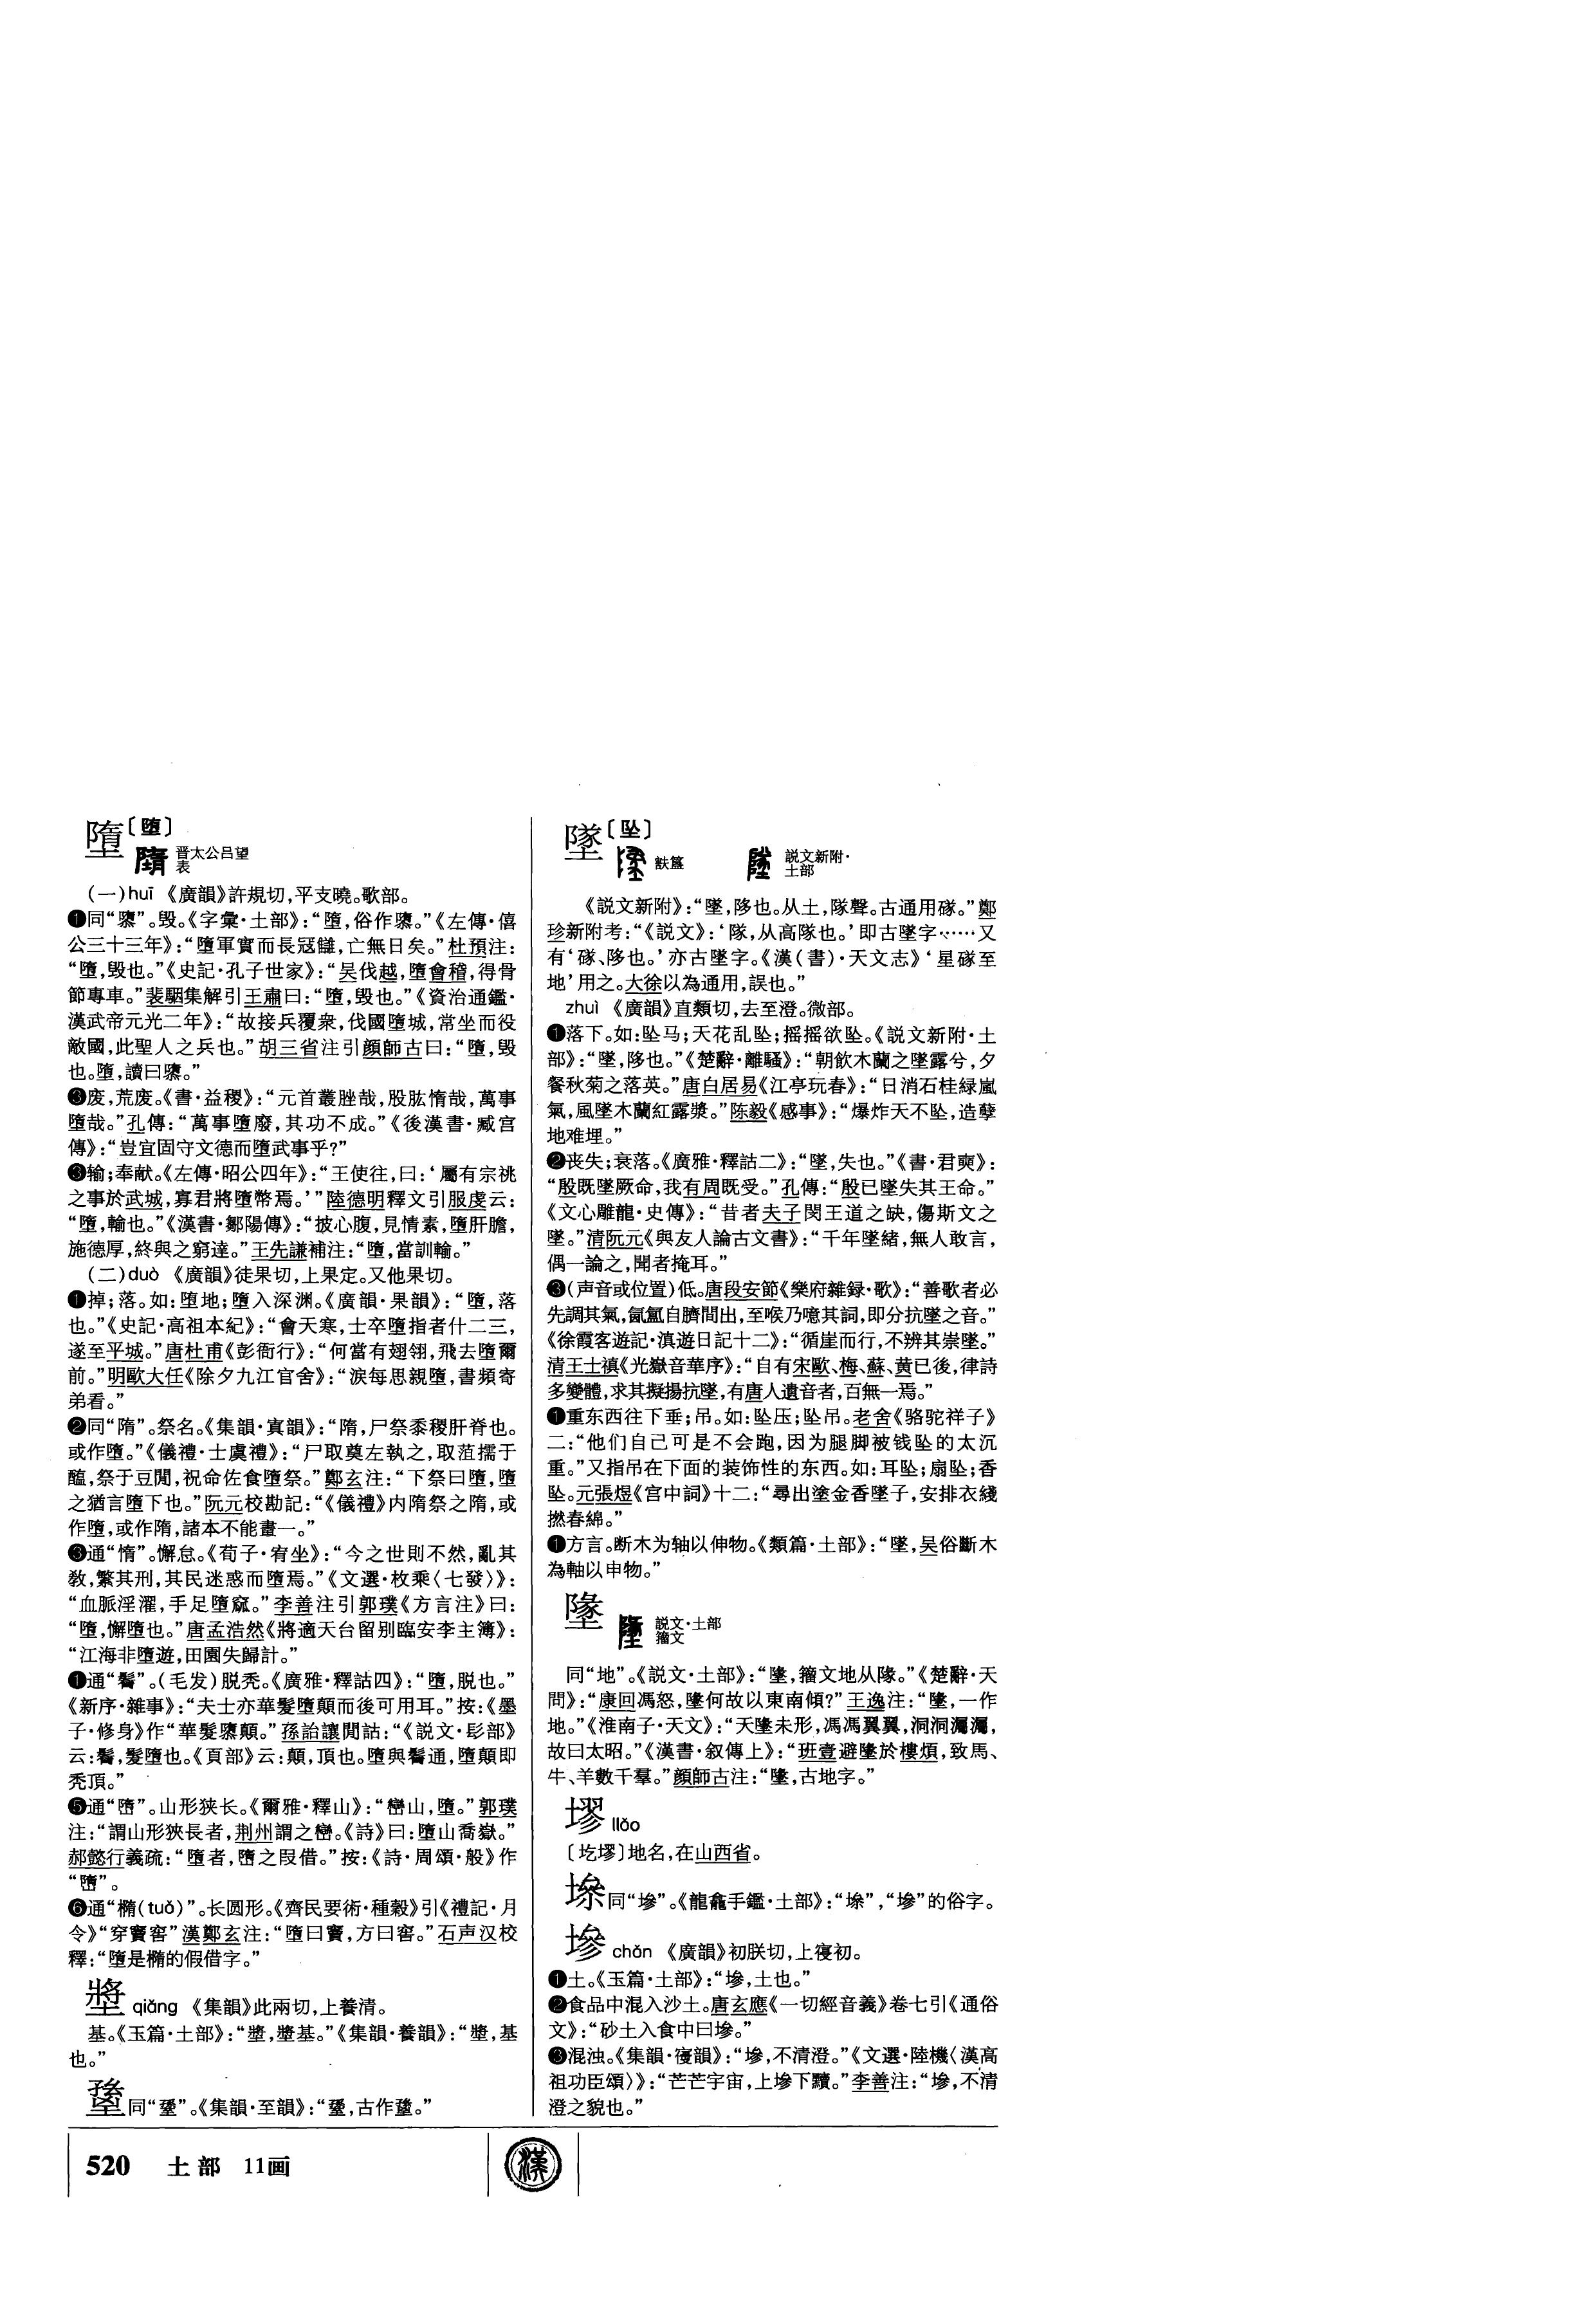 墮〔堕〕
晋太公吕望
表
(一)huī 《廣韻》許規切,平支曉。歌部。
❶同“隳”。毁。《字彙·土部》:“墮,俗作隳。”《左傳·僖
公三十三年》:“墮軍實而長寇讎,亡無日矣。”杜預注:
“墮,毁也。”《史記·孔子世家》:“吴伐越,墮會稽,得骨
節專車。”裴駰集解引王肅曰:“墮,毁也。”《資治通鑑·
漢武帝元光二年》:“故接兵覆衆,伐國墮城,常坐而役
敵國,此聖人之兵也。”胡三省注引顔師古曰:“墮,毁
也。墮,讀曰隳。”
❸废,荒废。《書·益稷》:“元首叢脞哉,股肱惰哉,萬事
墮哉。”孔傳:“萬事墮廢,其功不成。”《後漢書·臧宫
傳》:“豈宜固守文德而墮武事乎?”
❸输;奉献。《左傳·昭公四年》:“王使往,曰:‘屬有宗祧
之事於武城,寡君將墮幣焉。’”陸德明釋文引服虔云:
“墮,輸也。”《漢書·鄒陽傳》:“披心腹,見情素,墮肝膽,
施德厚,終與之窮達。”王先謙補注:“墮,當訓輸。”
(二)duò 《廣韻》徒果切,上果定。又他果切。
❶掉;落。如:堕地;墮入深渊。《廣韻·果韻》:“墮,落
也。”《史記·高祖本紀》:“會天寒,士卒墮指者什二三,
遂至平城。”唐杜甫《彭衙行》:“何當有翅翎,飛去墮爾
前。”明歐大任《除夕九江官舍》:“淚每思親墮,書頻寄
弟看。”
❷同“隋”。祭名。《集韻·寘韻》:“隋,尸祭黍稷肝脊也。
或作墮。”《儀禮·士虞禮》:“尸取奠左執之,取菹擩于
醢,祭于豆閒,祝命佐食墮祭。”鄭玄注:“下祭曰墮,墮
之猶言墮下也。”阮元校勘記:“《儀禮》内隋祭之隋,或
作墮,或作隋,諸本不能畫一。”
❸通“惰”。懈怠。《荀子·宥坐》:“今之世則不然,亂其
教,繁其刑,其民迷惑而墮焉。”《文選·枚乘〈七發〉》:
“血脈淫濯,手足墮窳。”李善注引郭璞《方言注》曰:
“墮,懈墮也。”唐孟浩然《將適天台留别臨安李主簿》:
“江海非墮遊,田園失歸計。”
❶通“鬌”。(毛发)脱秃。《廣雅·釋詁四》:“墮,脱也。”
《新序·雜事》:“夫士亦華髮墮顛而後可用耳。”按:《墨
子·修身》作“華髮隳顛。”孫詒讓閒詁:“《説文·髟部》
云:鬌,髮墮也。《頁部》云:顛,頂也。墮與鬌通,墮顛即
秃頂。”
❺通“嶞”。山形狭长。《爾雅·釋山》:“巒山,墮。”郭璞
注:“謂山形狹長者,荆州謂之巒。《詩》曰:墮山喬嶽。”
郝懿行義疏:“墮者,嶞之叚借。”按:《詩·周頌·般》作
“嶞”。
❻通“橢(tuǒ)”。长圆形。《齊民要術·種穀》引《禮記·月
令》“穿竇窖”漢鄭玄注:“墮曰竇,方曰窖。”石声汉校
釋:“墮是橢的假借字。”
塣 qiǎng 《集韻》此兩切,上養清。
基。《玉篇·土部》:“墏,墏基。”《集韻·養韻》:“墏,基
也。”
同“墬”。《集韻·至韻》:“墬,古作𡐦。”
墜〔坠〕
㝬簋
説文新附·
土部
《説文新附》:“墜,陊也。从土,隊聲。古通用䃍。”鄭
珍新附考:“《説文》:‘隊,从高隊也。’即古墜字……又
有‘䃍、陊也。’亦古墜字。《漢(書)·天文志》‘星䃍至
地’用之。大徐以為通用,誤也。”
zhuì 《廣韻》直類切,去至澄。微部。
❶落下。如:坠马;天花乱坠;摇摇欲坠。《説文新附·土
部》:“墜,陊也。”《楚辭·離騷》:“朝飲木蘭之墜露兮,夕
餐秋菊之落英。”唐白居易《江亭玩春》:“日消石桂緑嵐
氣,風墜木蘭紅露漿。”陈毅《感事》:“爆炸天不坠,造孽
地难埋。”
❷丧失;衰落。《廣雅·釋詁二》:“墜,失也。”《書·君奭》:
“殷既墜厥命,我有周既受。”孔傳:“殷已墜失其王命。”
《文心雕龍·史傳》:“昔者夫子閔王道之缺,傷斯文之
墜。”清阮元《與友人論古文書》:“千年墜緒,無人敢言,
偶一論之,聞者掩耳。”
❸(声音或位置)低。唐段安節《樂府雜録·歌》:“善歌者必
先調其氣,氤氲自臍間出,至喉乃噫其詞,即分抗墜之音。”
《徐霞客遊記·滇遊日記十二》:“循崖而行,不辨其崇墜。”
清王士禛《光嶽音華序》:“自有宋歐、梅、蘇、黄已後,律詩
多變體,求其擬揚抗墜,有唐人遺音者,百無一焉。”
❶重东西往下垂;吊。如:坠压;坠吊。老舍《骆驼祥子》
二:“他们自己可是不会跑,因为腿脚被钱坠的太沉
重。”又指吊在下面的装饰性的东西。如:耳坠;扇坠;香
坠。元張煜《宫中詞》十二:“尋出塗金香墜子,安排衣綫
撚春綿。”
❶方言。断木为轴以伸物。《類篇·土部》:“墜,吴俗斷木
為軸以申物。”
墬
説文·土部
籀文
同“地”。《説文·土部》:“墬,籀文地从隊。”《楚辭·天
問》:“康回馮怒,墬何故以東南傾?”王逸注:“墬,一作
地。”《淮南子·天文》:“天墬未形,馮馮翼翼,洞洞灟灟,
故曰太昭。”《漢書·叙傳上》:“班壹避墬於樓煩,致馬、
牛、羊數千羣。”顔師古注:“墬,古地字。”
塯 llǒo
〔圪塯〕地名,在山西省。
同“墋”。《龍龕手鑑·土部》:“㙇”,“墋”的俗字。
墋 chǒn 《廣韻》初朕切,上寑初。
❶土。《玉篇·土部》:“墋,土也。”
❷食品中混入沙土。唐玄應《一切經音義》卷七引《通俗
文》:“砂土入食中曰墋。”
❸混浊。《集韻·寑韻》:“墋,不清澄。”《文選·陸機〈漢高
祖功臣頌〉》:“芒芒宇宙,上墋下黷。”李善注:“墋,不清
澄之貌也。”
520 土部 11画
漢